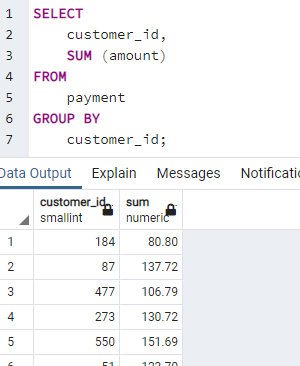 1 SELECT
2 customer_id,
3 SUM (amount)
4 FROM
5 payment
6 GROUP BY
7 customer_id;
Data Output Explain Messages Notificatio
customer_id sum
smallint numeric
1 184 80.80
2 87 137.72
3 477 106.79
4 273 130.72
5 550 151.69